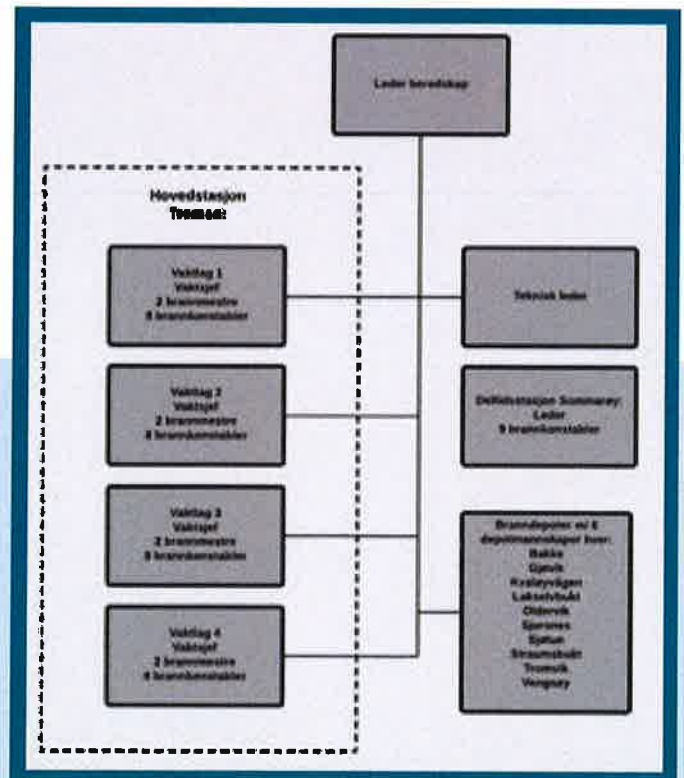 Leder beredskap
Hovedstasjon
Tromsø:
Vaktlag 1
Vaktsjef
2 brannmestre
8 brannkonstabler
Teknisk leder
Vaktlag 2
Vaktsjef
2 brannmestre
8 brannkonstabler
Deltidsstasjon Sommarøy:
Leder
9 brannkonstabler
Vaktlag 3
Vaktsjef
2 brannmestre
8 brannkonstabler
Branndepoter m/ 6
depotmannskaper hver:
Bakke
Gjøvik
Kvaløyvågen
Lakselvbukt
Oldervik
Sjursnes
Sjøtun
Straumsbukt
Tromvik
Vengsøy
Vaktlag 4
Vaktsjef
2 brannmestre
8 brannkonstabler